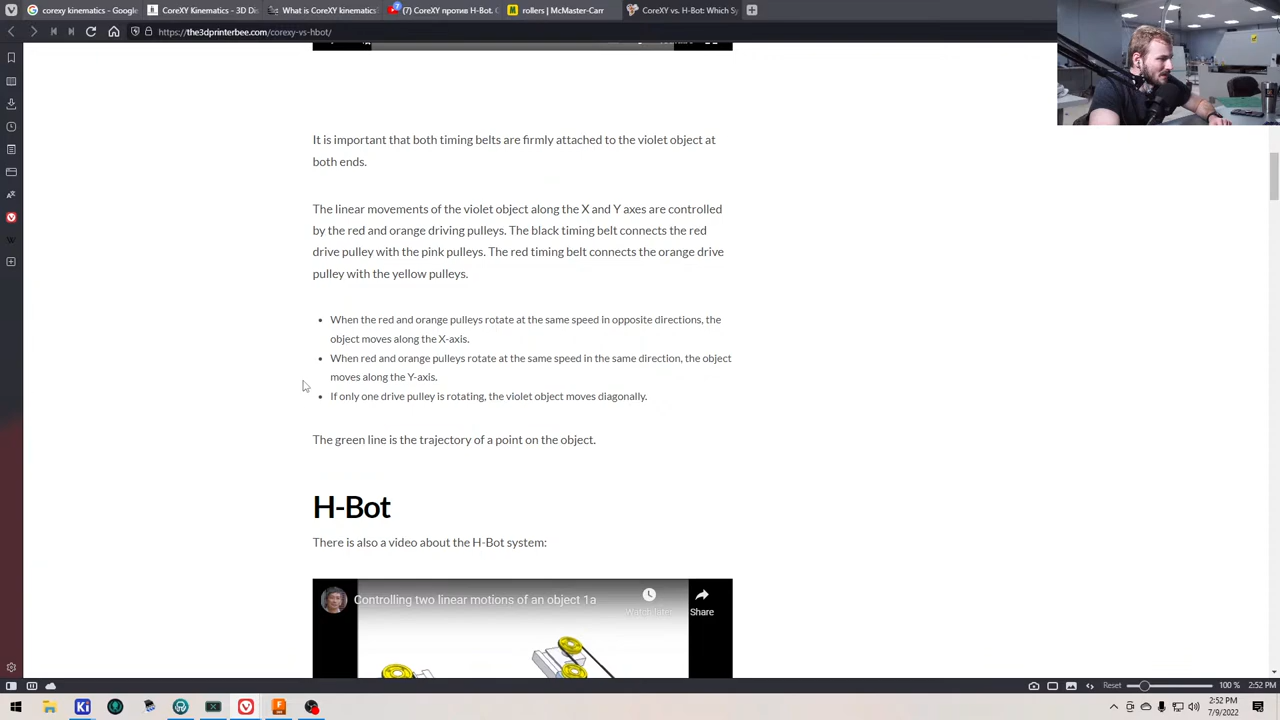 corexy kinematics - Google
CoreXY Kinematics - 3D Di
What is CoreXY Kinematics
(7) CoreXY против H-Bot. C
rollers | McMaster-Carr
CoreXY vs. H-Bot: Which Sy
https://the3dprinterbee.com/corexy-vs-hbot/
It is important that both timing belts are firmly attached to the violet object at
both ends.
The linear movements of the violet object along the X and Y axes are controlled
by the red and orange driving pulleys. The black timing belt connects the red
drive pulley with the pink pulleys. The red timing belt connects the orange drive
pulley with the yellow pulleys.
• When the red and orange pulleys rotate at the same speed in opposite directions, the
object moves along the X-axis.
• When red and orange pulleys rotate at the same speed in the same direction, the object
moves along the Y-axis.
• If only one drive pulley is rotating, the violet object moves diagonally.
The green line is the trajectory of a point on the object.
H-Bot
There is also a video about the H-Bot system:
Controlling two linear motions of an object 1a
Watch later
Share
Reset
100 %
2:52 PM
Ki
F
2:52 PM
7/9/2022